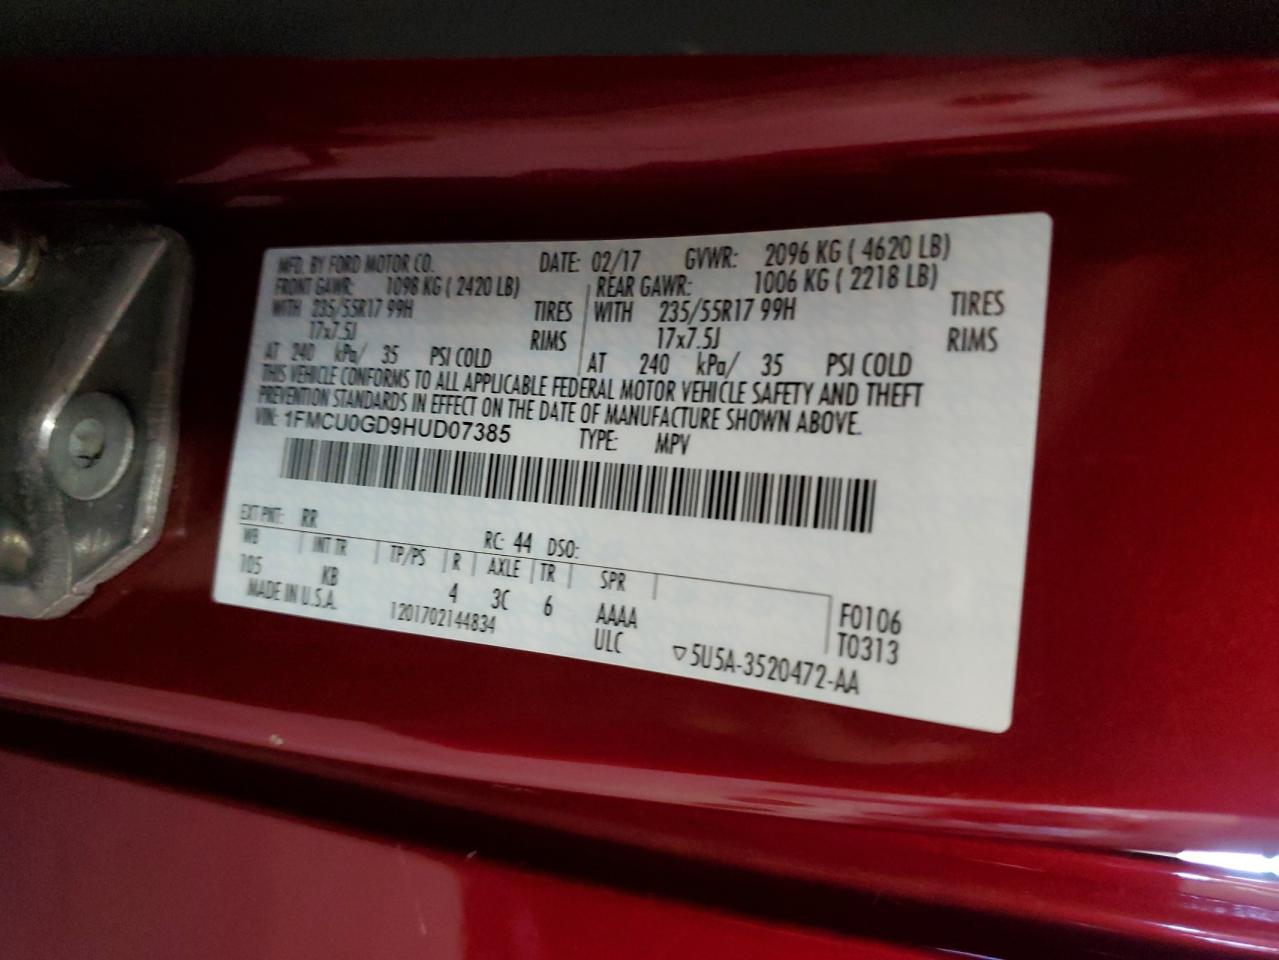 MFD. BY FORD MOTOR CO. DATE: 02/17 GVWR: 2096 KG ( 4620 LB)
FRONT GAWR: 1098 KG ( 2420 LB) REAR GAWR: 1006 KG ( 2218 LB)
WITH 235/55R17 99H TIRES WITH 235/55R17 99H TIRES
17x7.5J RIMS 17x7.5J RIMS
AT 240 kPa/ 35 PSI COLD AT 240 kPa/ 35 PSI COLD
THIS VEHICLE CONFORMS TO ALL APPLICABLE FEDERAL MOTOR VEHICLE SAFETY AND THEFT
PREVENTION STANDARDS IN EFFECT ON THE DATE OF MANUFACTURE SHOWN ABOVE.
VIN: 1FMCU0GD9HUD07385 TYPE: MPV
EXT PNT: RR RC: 44 DSO:
WB INT TR TP/PS R AXLE TR SPR
105 KB 4 3C 6 AAAA F0106
MADE IN U.S.A. 1201702144834 ULC T0313
▽5U5A-3520472-AA